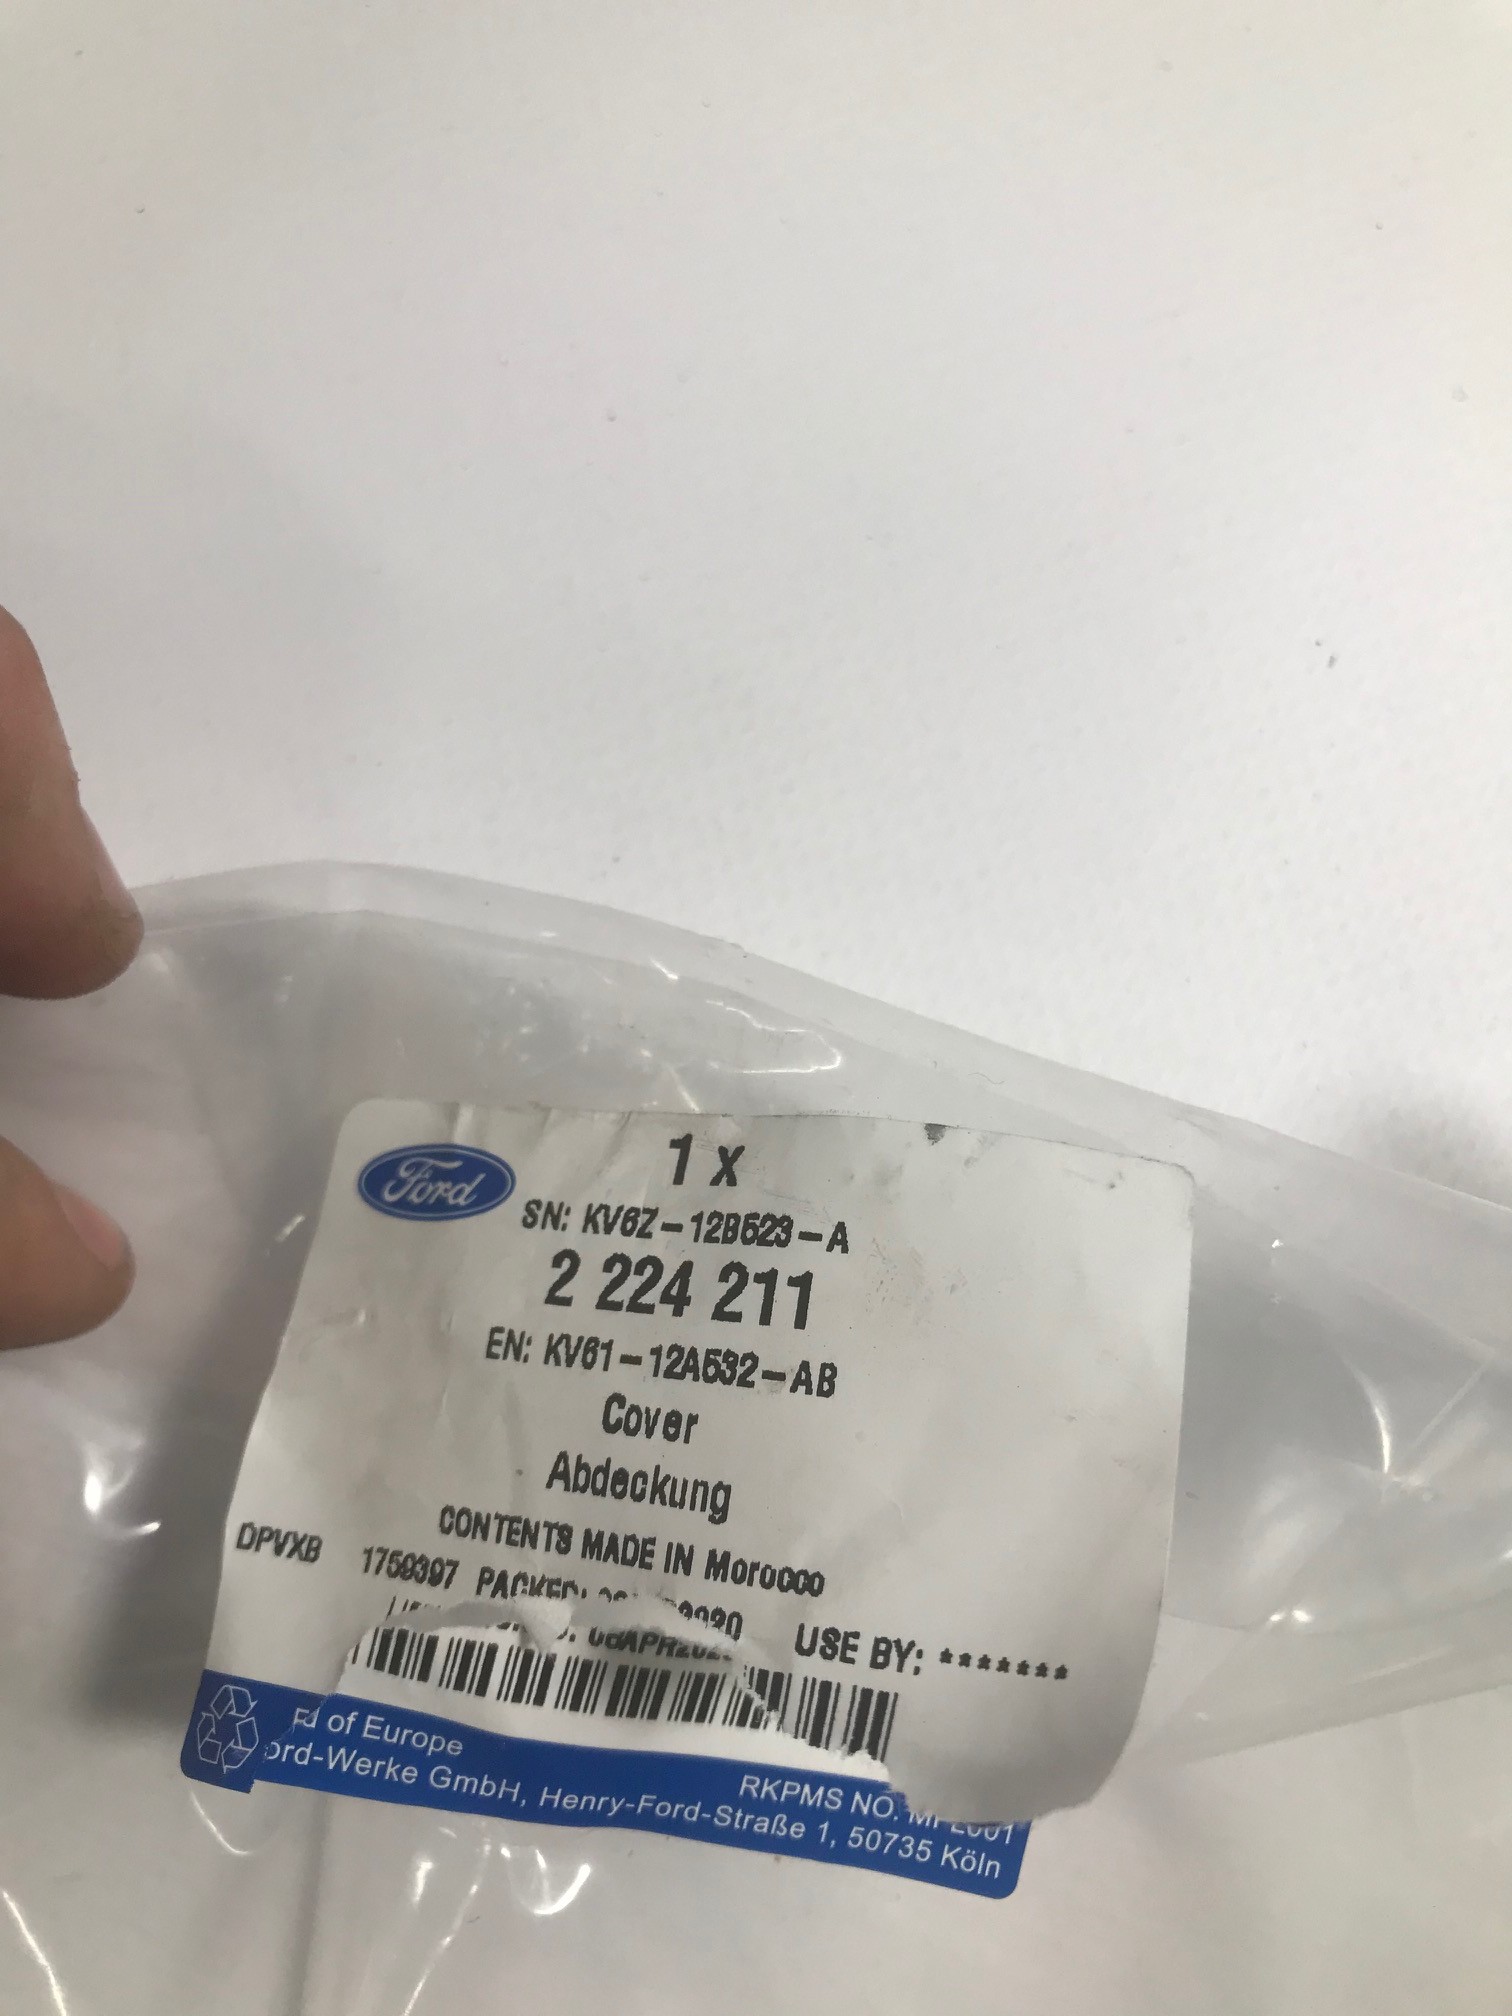 Ford
1 x
SN: KV6Z-12B523-A
2 224 211
EN: KV61-12A532-AB
Cover
Abdeckung
CONTENTS MADE IN Morocco
DPVXB 1759397 PACKED:
USE BY: *******
of Europe
ord-Werke GmbH, Henry-Ford-Straße 1, 50735 Köln
RKPMS NO.